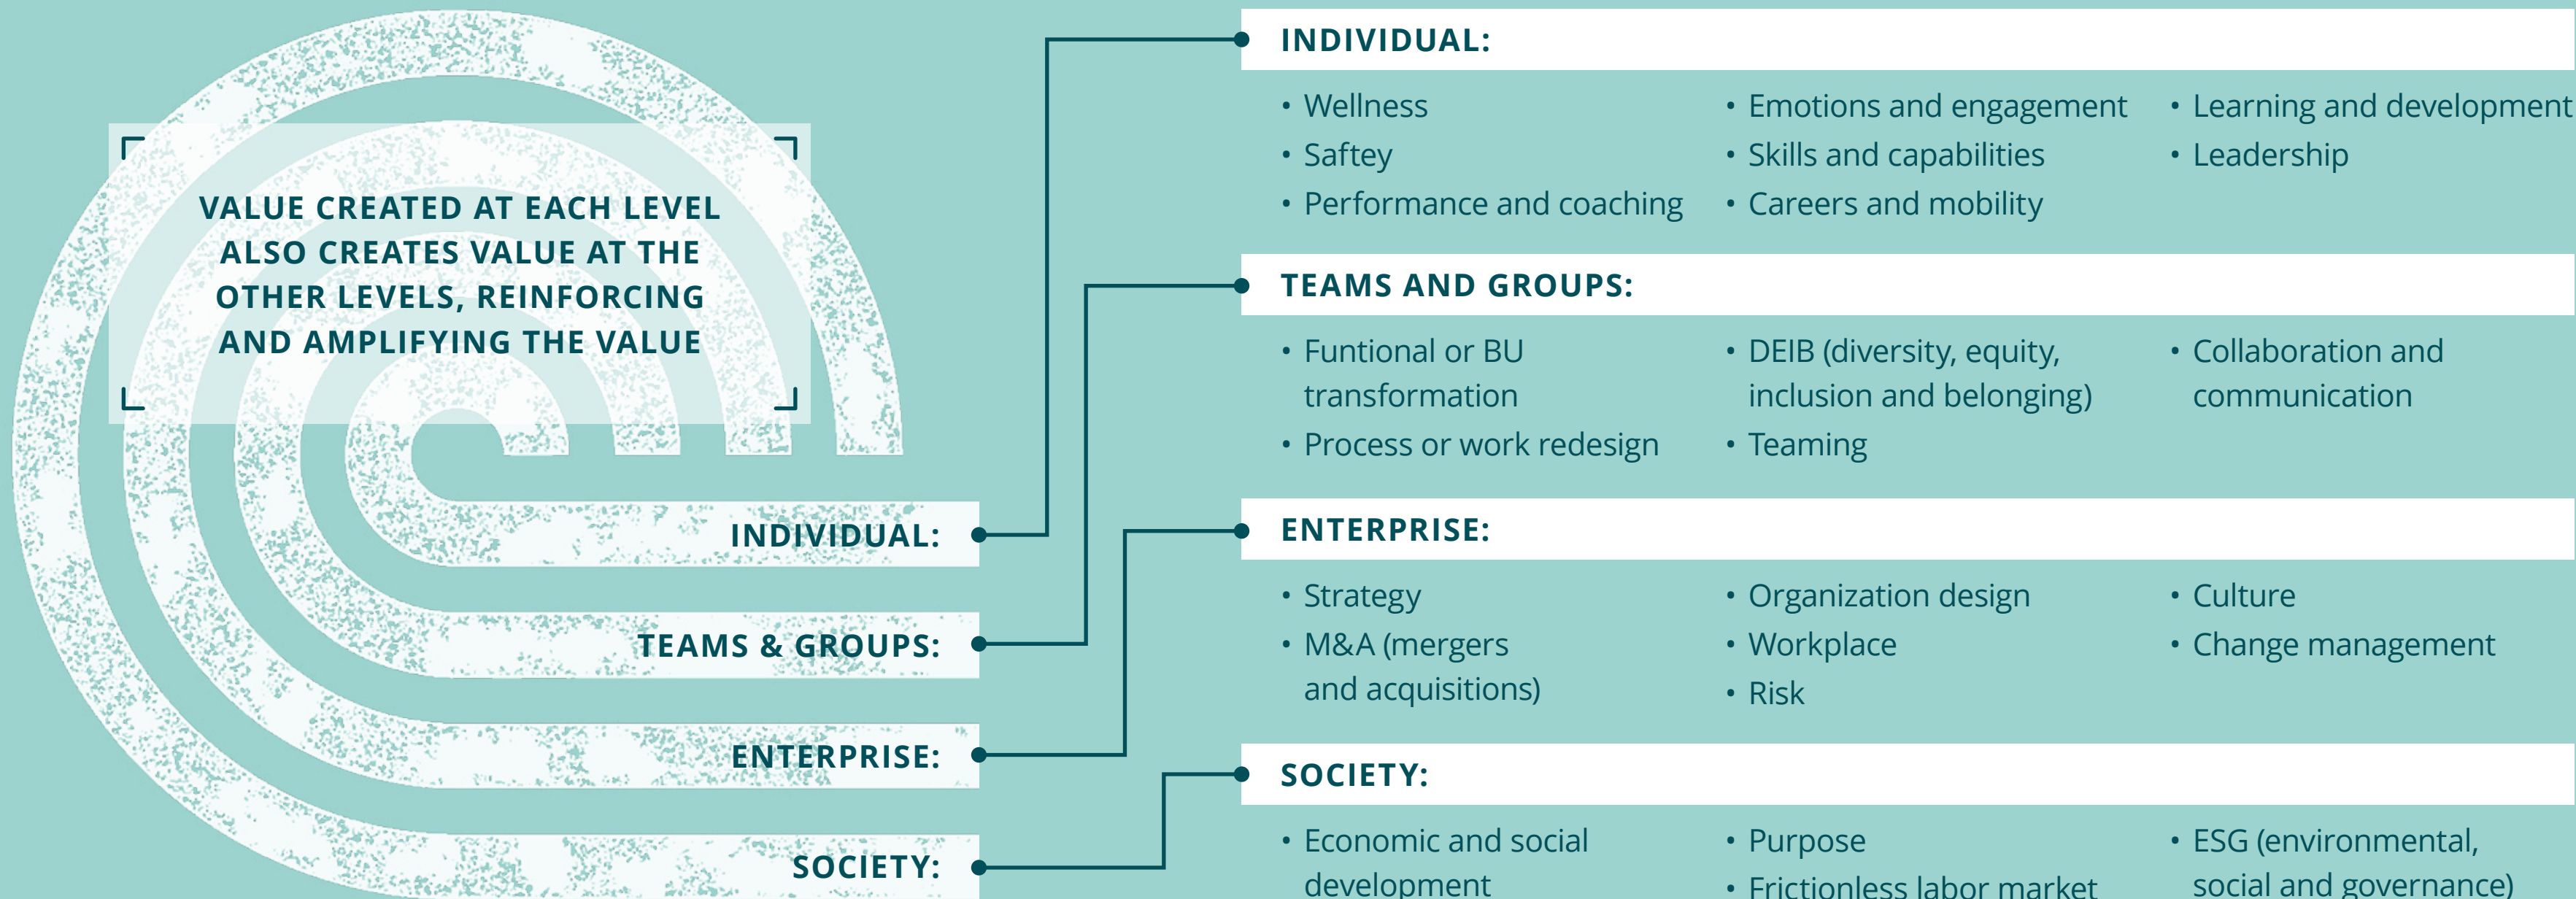 VALUE CREATED AT EACH LEVEL
ALSO CREATES VALUE AT THE
OTHER LEVELS, REINFORCING
AND AMPLIFYING THE VALUE
INDIVIDUAL:
TEAMS & GROUPS:
ENTERPRISE:
SOCIETY:
INDIVIDUAL:
• Wellness
• Saftey
• Performance and coaching
• Emotions and engagement
• Skills and capabilities
• Careers and mobility
• Learning and development
• Leadership
TEAMS AND GROUPS:
• Funtional or BU
transformation
• Process or work redesign
• DEIB (diversity, equity,
inclusion and belonging)
• Teaming
• Collaboration and
communication
ENTERPRISE:
• Strategy
• M&A (mergers
and acquisitions)
• Organization design
• Workplace
• Risk
• Culture
• Change management
SOCIETY:
• Economic and social
development
• Purpose
• Frictionless labor market
• ESG (environmental,
social and governance)